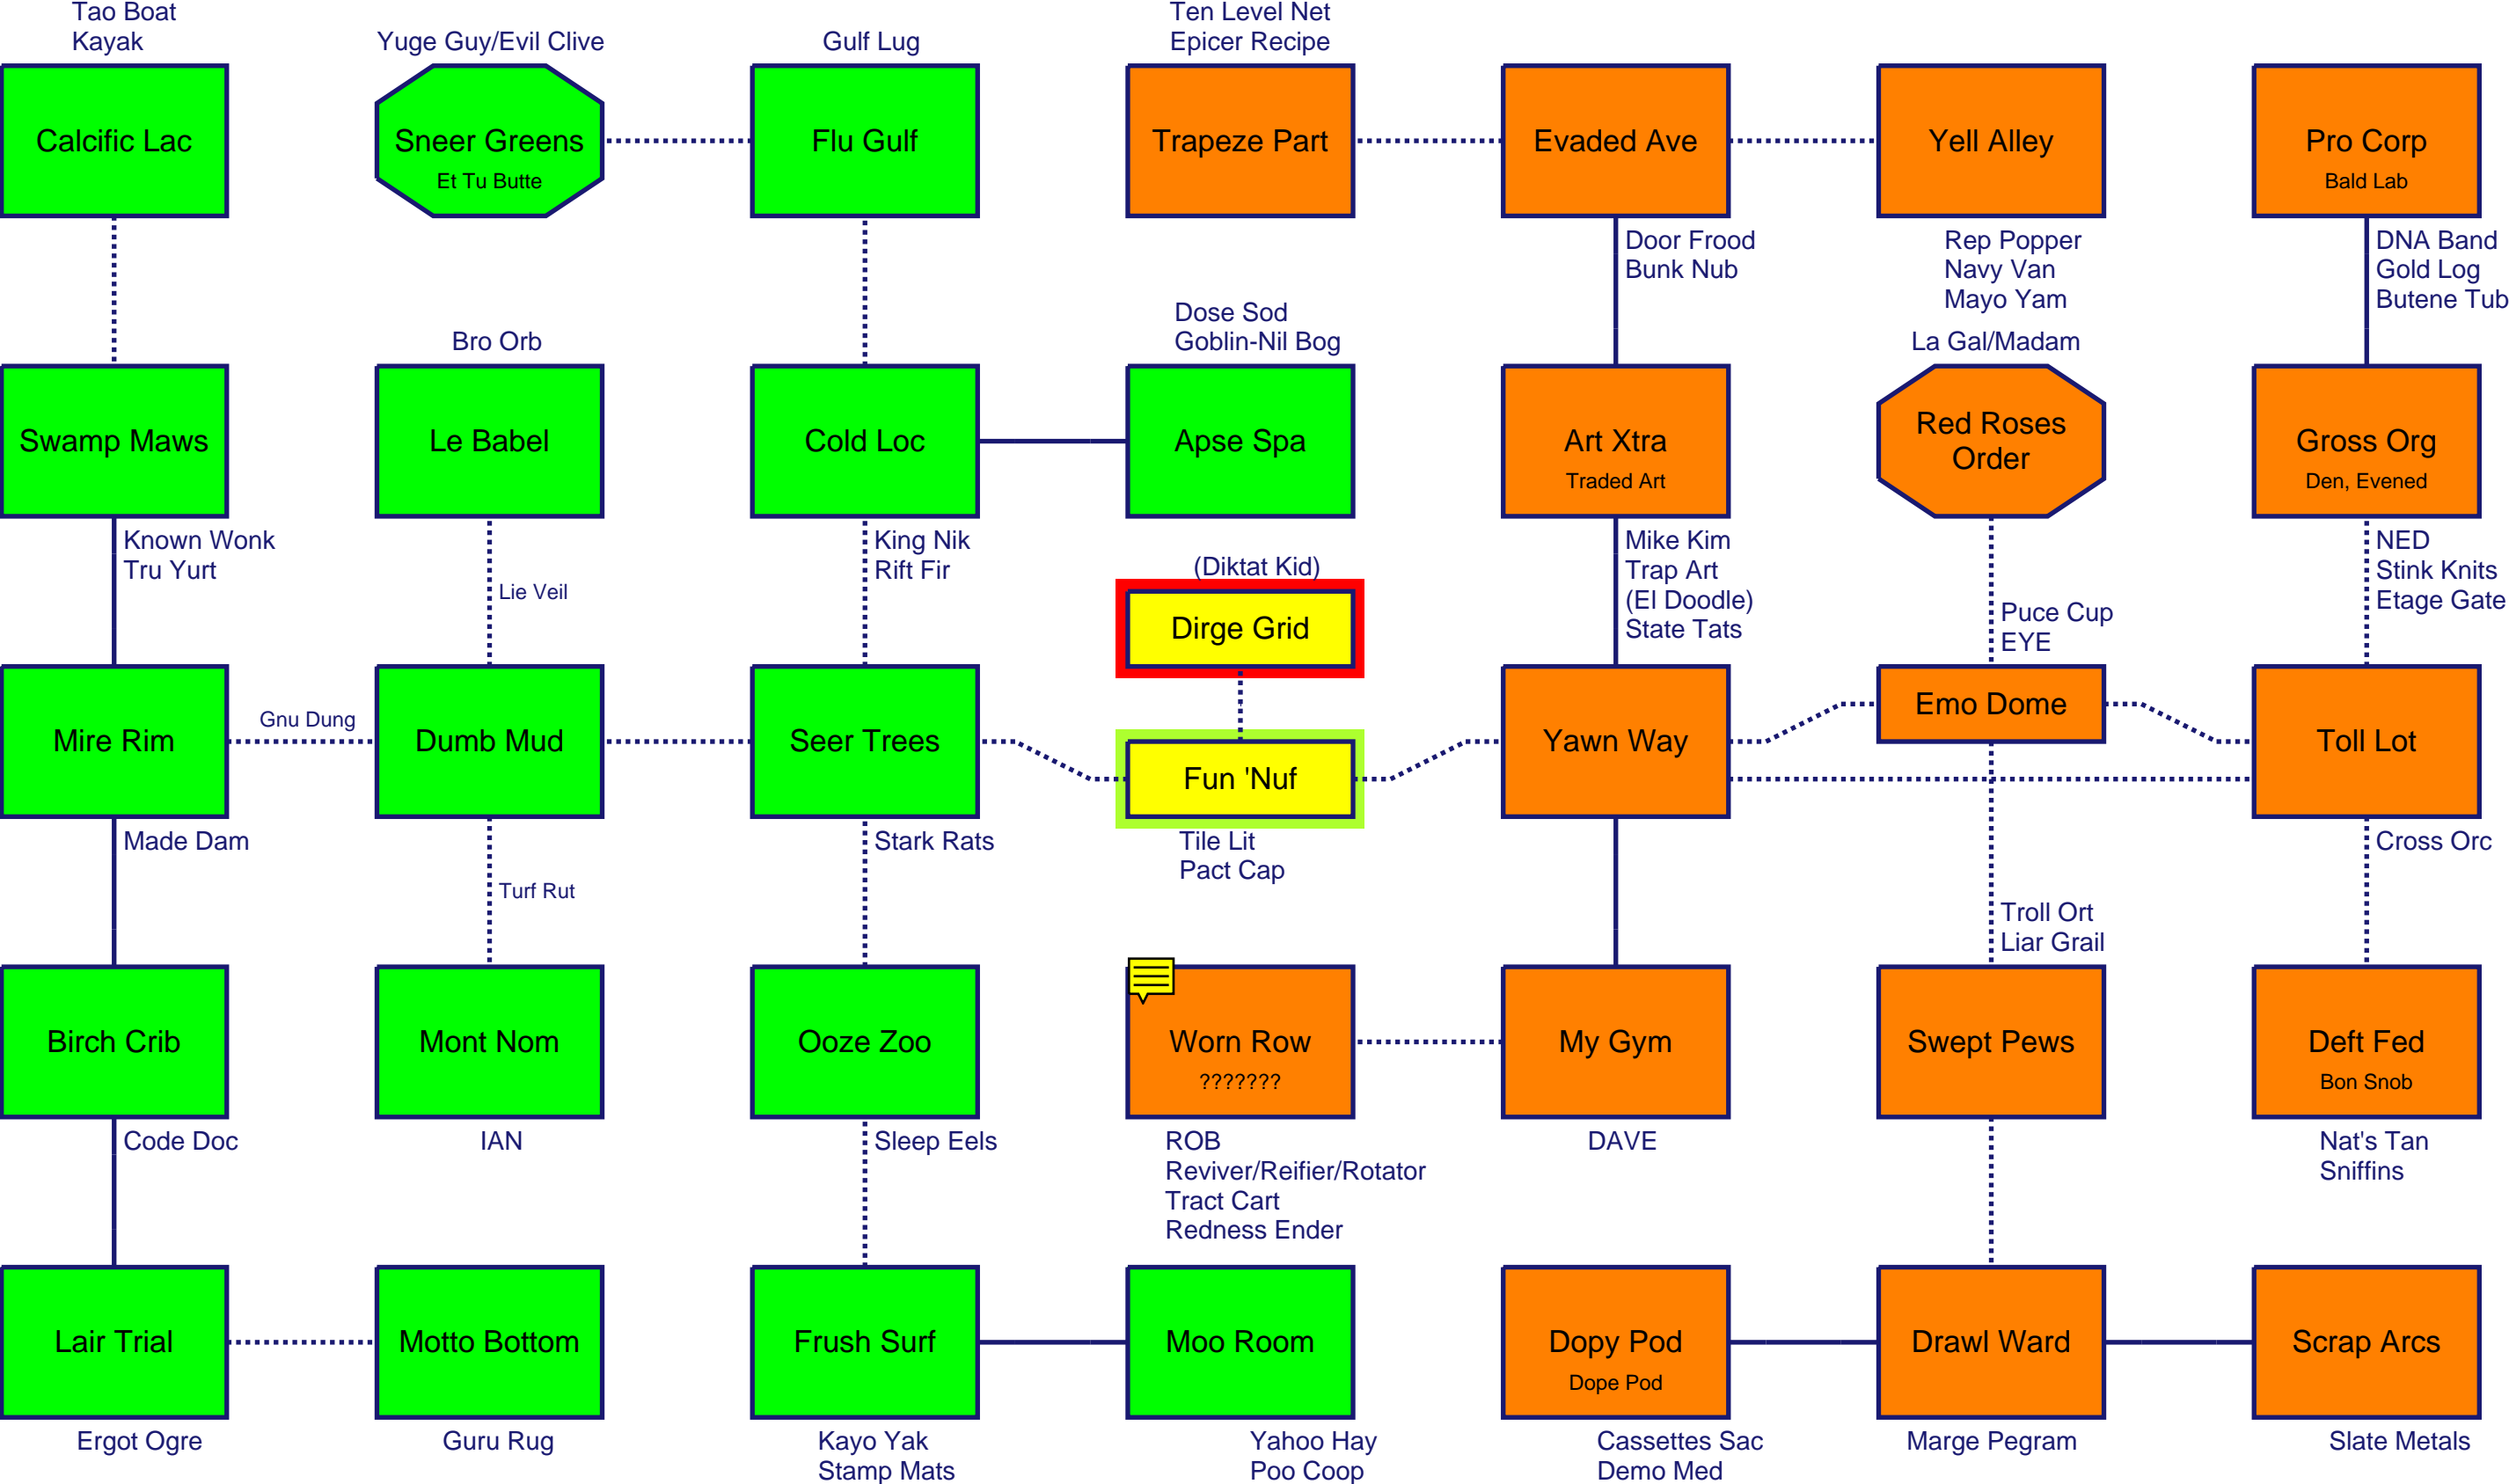 Tao Boat
Kayak
Yuge Guy/Evil Clive
Gulf Lug
Ten Level Net
Epicer Recipe
Calcific Lac
Sneer Greens
Et Tu Butte
Flu Gulf
Trapeze Part
Evaded Ave
Yell Alley
Pro Corp
Bald Lab
Door Frood
Bunk Nub
Rep Popper
Navy Van
Mayo Yam
DNA Band
Gold Log
Butene Tub
Bro Orb
Dose Sod
Goblin-Nil Bog
La Gal/Madam
Swamp Maws
Le Babel
Cold Loc
Apse Spa
Art Xtra
Traded Art
Red Roses
Order
Gross Org
Den, Evened
Known Wonk
Tru Yurt
Lie Veil
King Nik
Rift Fir
(Diktat Kid)
Dirge Grid
Mike Kim
Trap Art
(El Doodle)
State Tats
Puce Cup
EYE
NED
Stink Knits
Etage Gate
Mire Rim
Gnu Dung
Dumb Mud
Seer Trees
Fun 'Nuf
Yawn Way
Emo Dome
Toll Lot
Made Dam
Turf Rut
Stark Rats
Tile Lit
Pact Cap
Troll Ort
Liar Grail
Cross Orc
Birch Crib
Mont Nom
Ooze Zoo
Worn Row
???????
My Gym
Swept Pews
Deft Fed
Bon Snob
Code Doc
IAN
Sleep Eels
ROB
Reviver/Reifier/Rotator
Tract Cart
Redness Ender
DAVE
Nat's Tan
Sniffins
Lair Trial
Motto Bottom
Frush Surf
Moo Room
Dopy Pod
Dope Pod
Drawl Ward
Scrap Arcs
Ergot Ogre
Guru Rug
Kayo Yak
Stamp Mats
Yahoo Hay
Poo Coop
Cassettes Sac
Demo Med
Marge Pegram
Slate Metals